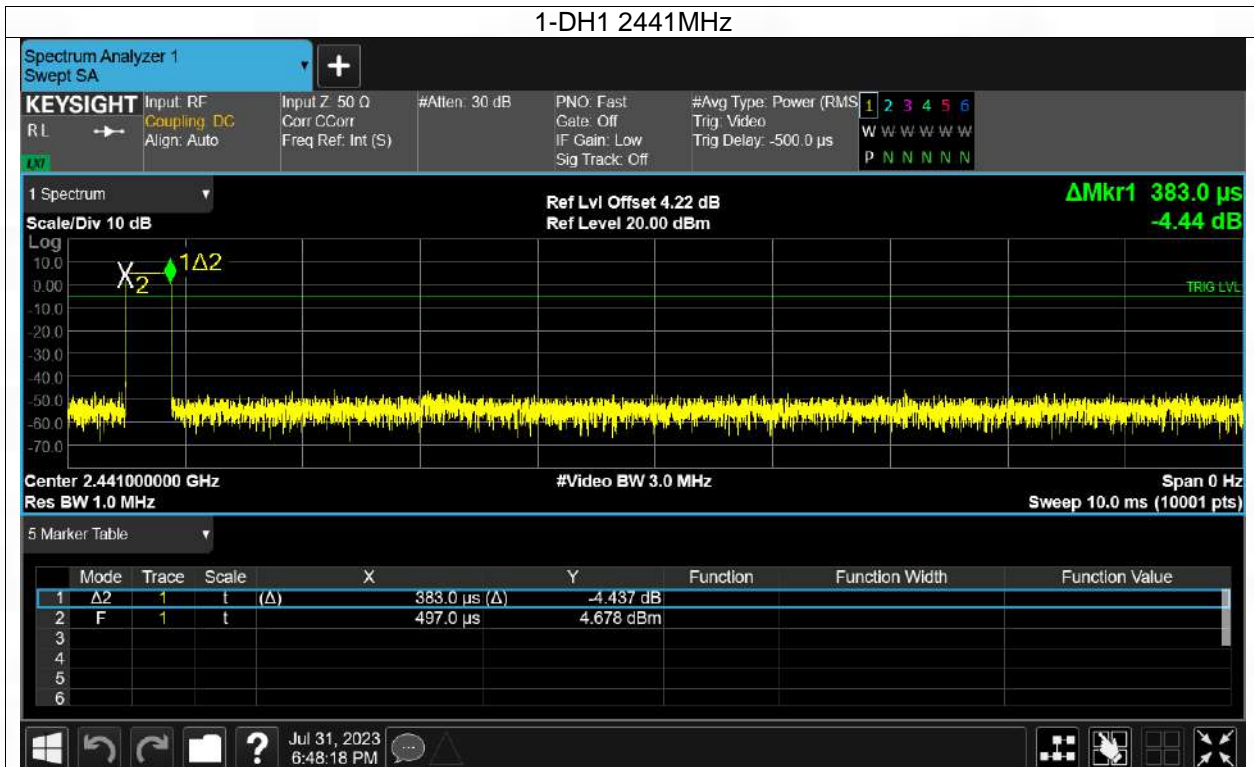 1-DH1 2441MHz
Spectrum Analyzer 1
Swept SA
+
KEYSIGHT
RL
LXI
Input: RF
Coupling: DC
Align: Auto
Input Z: 50 Ω
Corr CCorr
Freq Ref: Int (S)
#Atten: 30 dB
PNO: Fast
Gate: Off
IF Gain: Low
Sig Track: Off
#Avg Type: Power (RMS
Trig: Video
Trig Delay: -500.0 µs
1 2 3 4 5 6
W W W W W W
P N N N N N
1 Spectrum
Scale/Div 10 dB
Ref Lvl Offset 4.22 dB
Ref Level 20.00 dBm
ΔMkr1 383.0 µs
-4.44 dB
Log
10.0
0.00
-10.0
-20.0
-30.0
-40.0
-50.0
-60.0
-70.0
X2
1Δ2
TRIG LVL
Center 2.441000000 GHz
Res BW 1.0 MHz
#Video BW 3.0 MHz
Span 0 Hz
Sweep 10.0 ms (10001 pts)
5 Marker Table
Mode Trace Scale X Y Function Function Width Function Value
1 Δ2 1 t (Δ) 383.0 µs (Δ) -4.437 dB
2 F 1 t 497.0 µs 4.678 dBm
3
4
5
6
?
Jul 31, 2023
6:48:18 PM